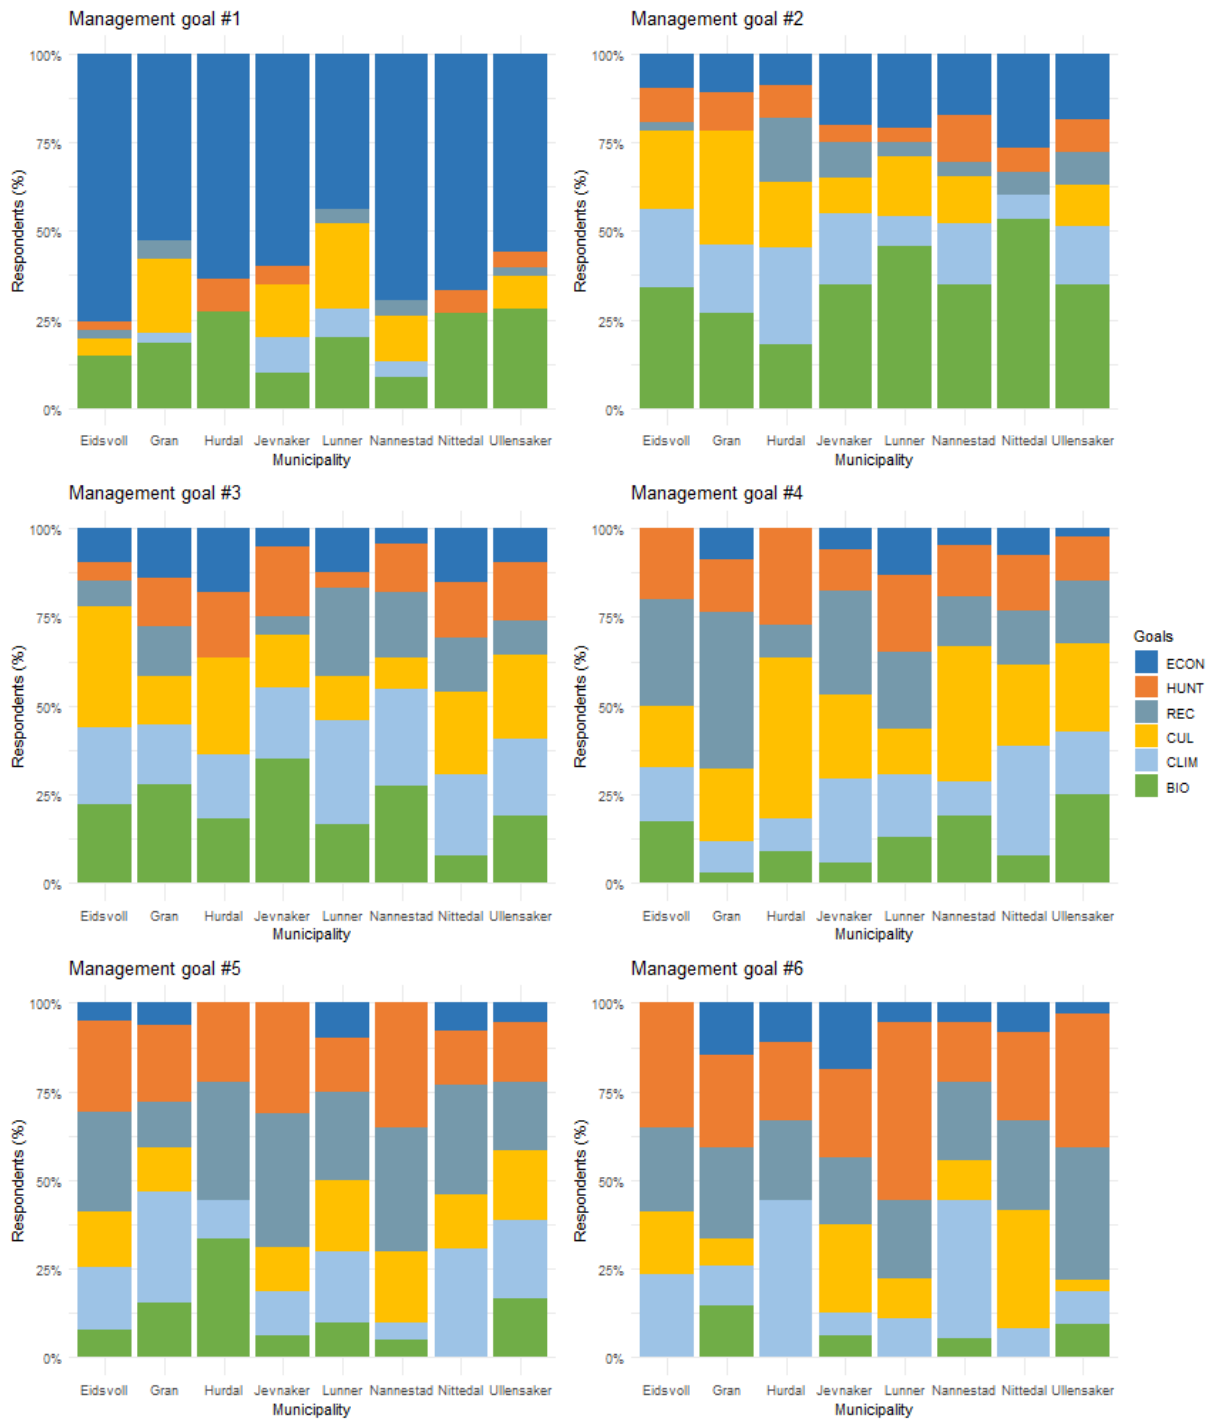 Management goal #1
Respondents (%)
100%
75%
50%
25%
0%
Eidsvoll Gran Hurdal Jevnaker Lunner Nannestad Nittedal Ullensaker
Municipality
Management goal #2
Respondents (%)
100%
75%
50%
25%
0%
Eidsvoll Gran Hurdal Jevnaker Lunner Nannestad Nittedal Ullensaker
Municipality
Management goal #3
Respondents (%)
100%
75%
50%
25%
0%
Eidsvoll Gran Hurdal Jevnaker Lunner Nannestad Nittedal Ullensaker
Municipality
Management goal #4
Respondents (%)
100%
75%
50%
25%
0%
Eidsvoll Gran Hurdal Jevnaker Lunner Nannestad Nittedal Ullensaker
Municipality
Goals
ECON
HUNT
REC
CUL
CLIM
BIO
Management goal #5
Respondents (%)
100%
75%
50%
25%
0%
Eidsvoll Gran Hurdal Jevnaker Lunner Nannestad Nittedal Ullensaker
Municipality
Management goal #6
Respondents (%)
100%
75%
50%
25%
0%
Eidsvoll Gran Hurdal Jevnaker Lunner Nannestad Nittedal Ullensaker
Municipality